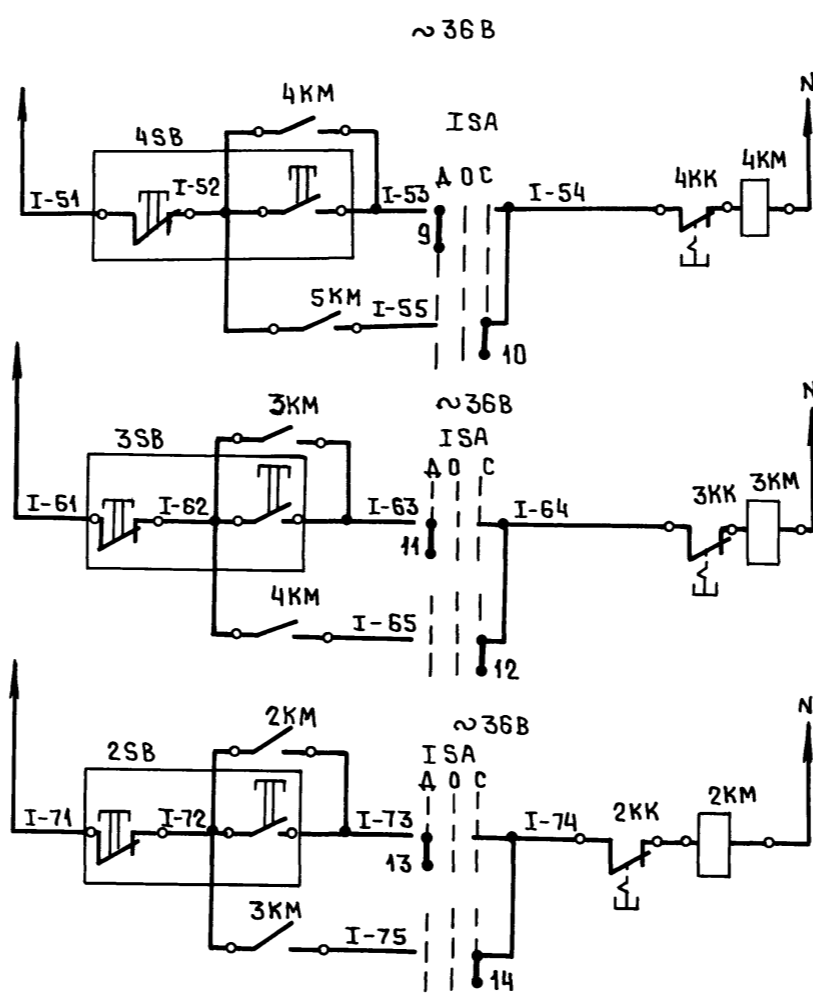 ~36В
4КМ
ISA
N
4SB
Д О С
I-51
I-52
I-53
I-54
4КК
4КМ
9
5КМ
I-55
10
~36В
3КМ
ISA
N
3SB
Д О С
I-61
I-62
I-63
I-64
3КК
3КМ
11
4КМ
I-65
12
~36В
2КМ
ISA
N
2SB
Д О С
I-71
I-72
I-73
I-74
2КК
2КМ
13
3КМ
I-75
14